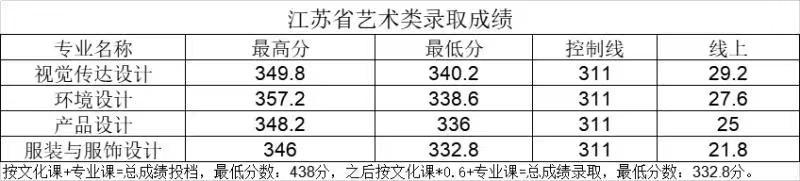 江苏省艺术类录取成绩
专业名称 最高分 最低分 控制线 线上
视觉传达设计 349.8 340.2 311 29.2
环境设计 357.2 338.6 311 27.6
产品设计 348.2 336 311 25
服装与服饰设计 346 332.8 311 21.8
按文化课+专业课=总成绩投档，最低分数：438分，之后按文化课*0.6+专业课=总成绩录取，最低分数：332.8分。